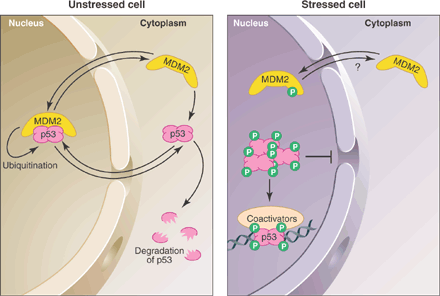 Unstressed cell
Nucleus
Cytoplasm
MDM2
MDM2
p53
p53
Ubiquitination
Degradation
of p53
Stressed cell
Nucleus
Cytoplasm
MDM2
P
?
MDM2
P
P
P
P
P
P
P
P
Coactivators
P
P
p53
P
P